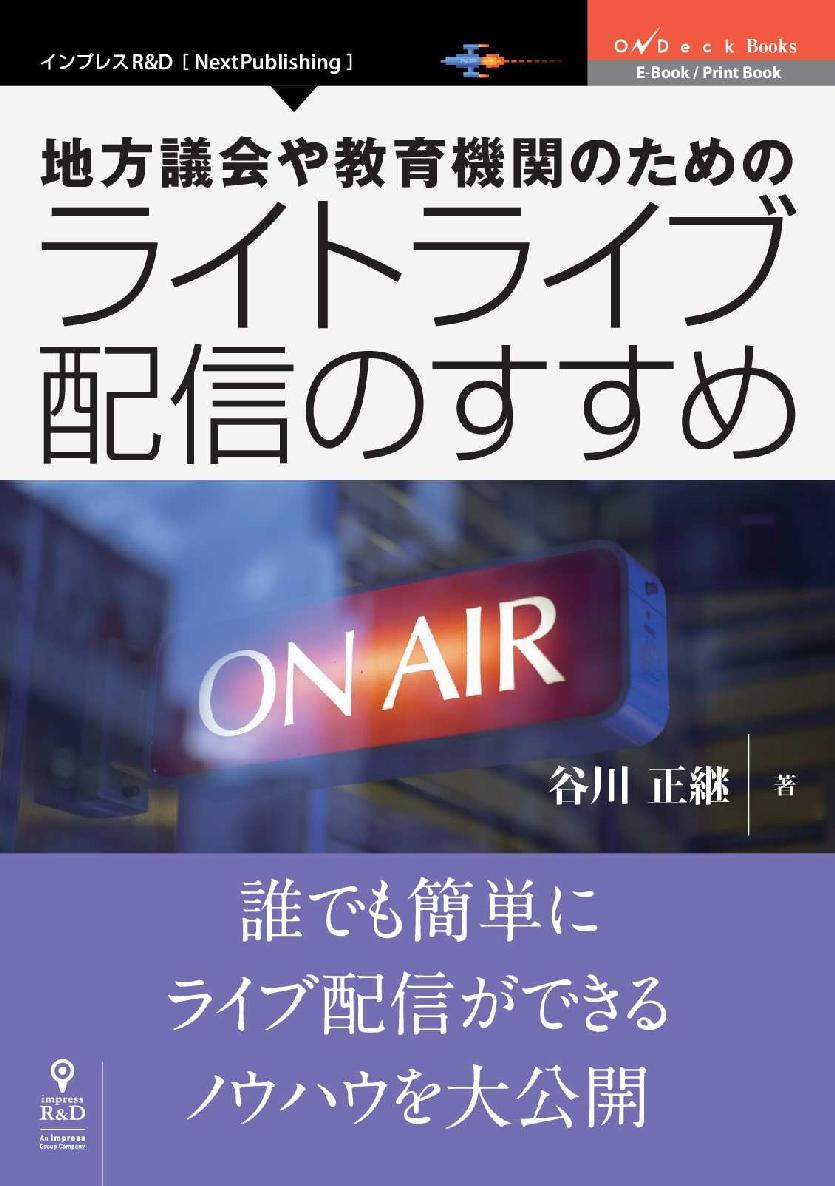 インプレスR&D [ NextPublishing ]
OnDeck Books
E-Book / Print Book
地方議会や教育機関のための
ライトライブ
配信のすすめ
ON AIR
谷川 正継 著
誰でも簡単に
ライブ配信ができる
ノウハウを大公開
impress
R&D
An Impress
Group Company